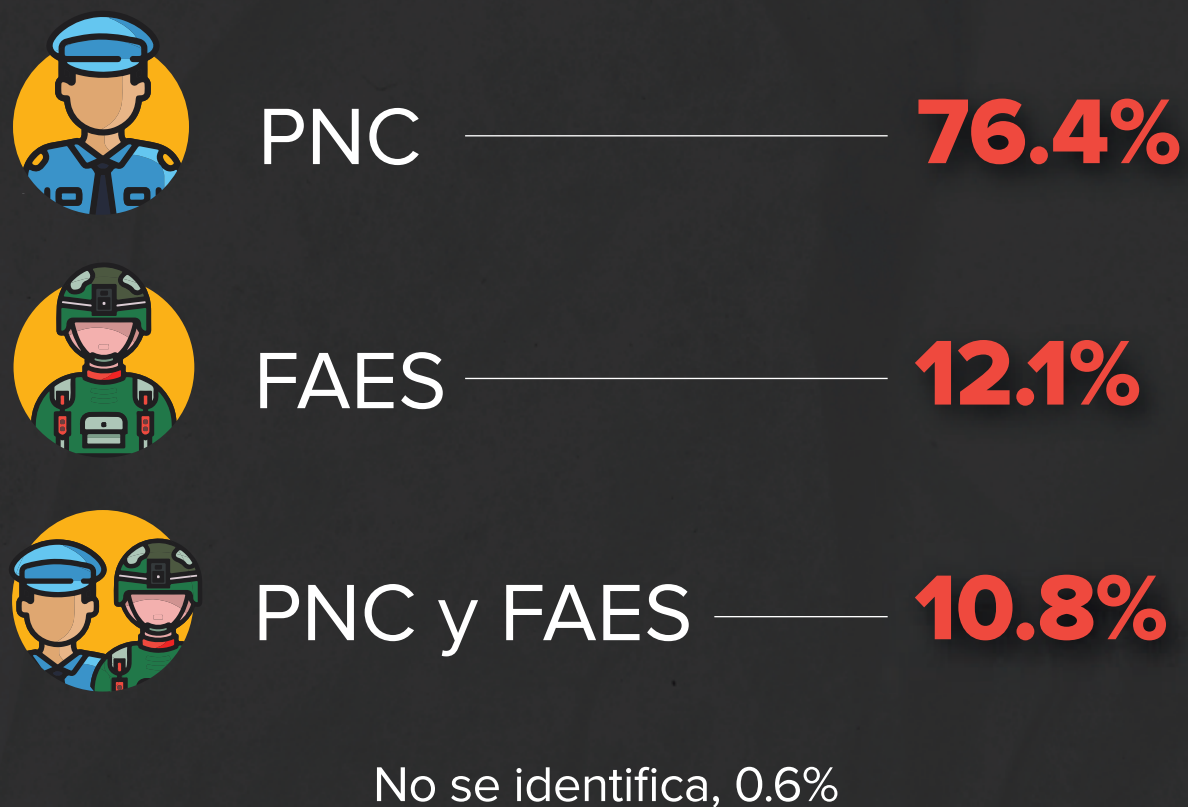 PNC 76.4%
FAES 12.1%
PNC y FAES 10.8%
No se identifica, 0.6%